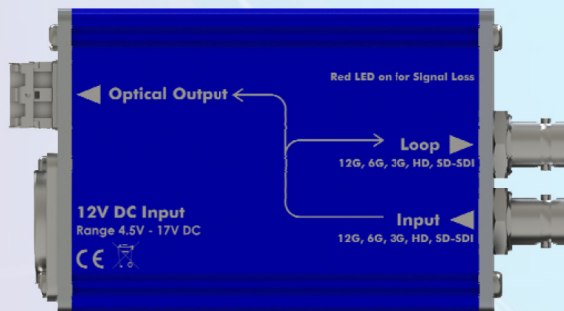 Red LED on for Signal Loss
Optical Output
Loop
12G, 6G, 3G, HD, SD-SDI
12V DC Input
Range 4.5V - 17V DC
Input
12G, 6G, 3G, HD, SD-SDI
CE